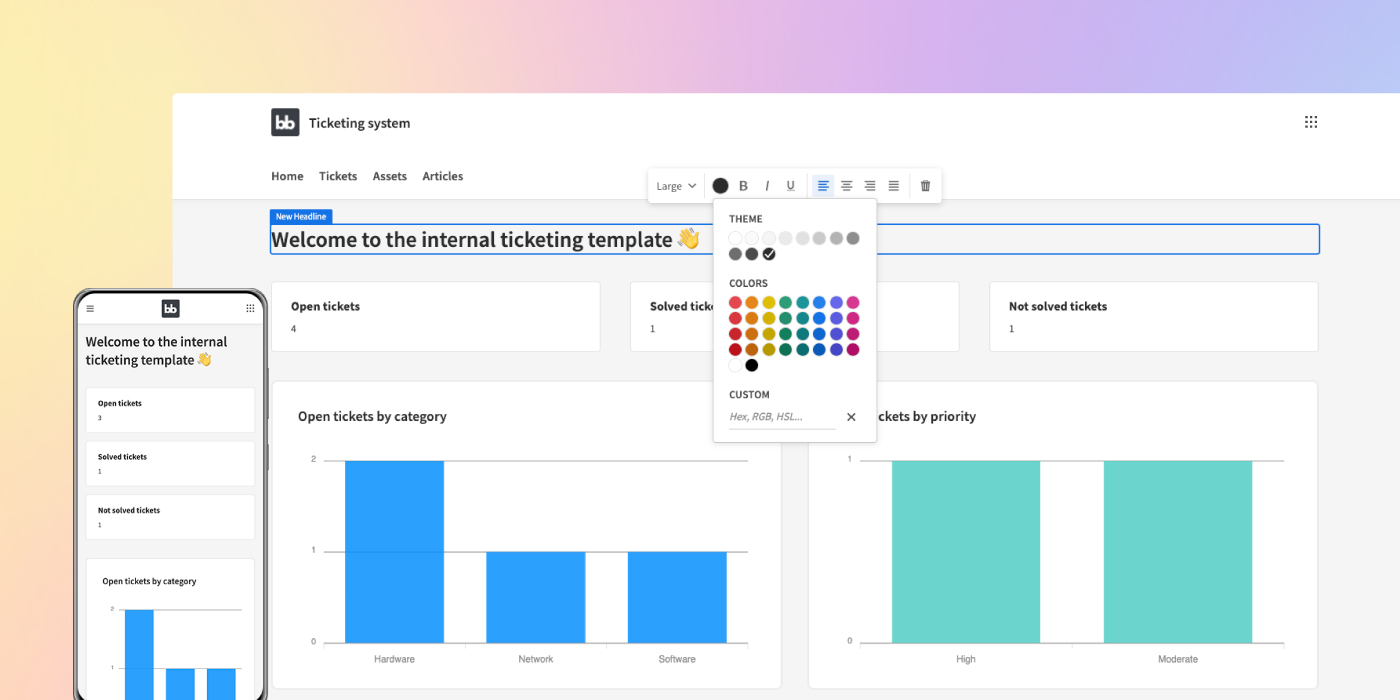 bb Ticketing system
Home Tickets Assets Articles
Large B I U
New Headline
Welcome to the internal ticketing template 👋
THEME
COLORS
CUSTOM
Hex, RGB, HSL...
Open tickets
4
Solved ticke
1
Not solved tickets
1
Open tickets by category
2
1
0
Hardware Network Software
ckets by priority
1
0
High Moderate
bb
Welcome to the internal
ticketing template 👋
Open tickets
3
Solved tickets
1
Not solved tickets
1
Open tickets by category
2
1